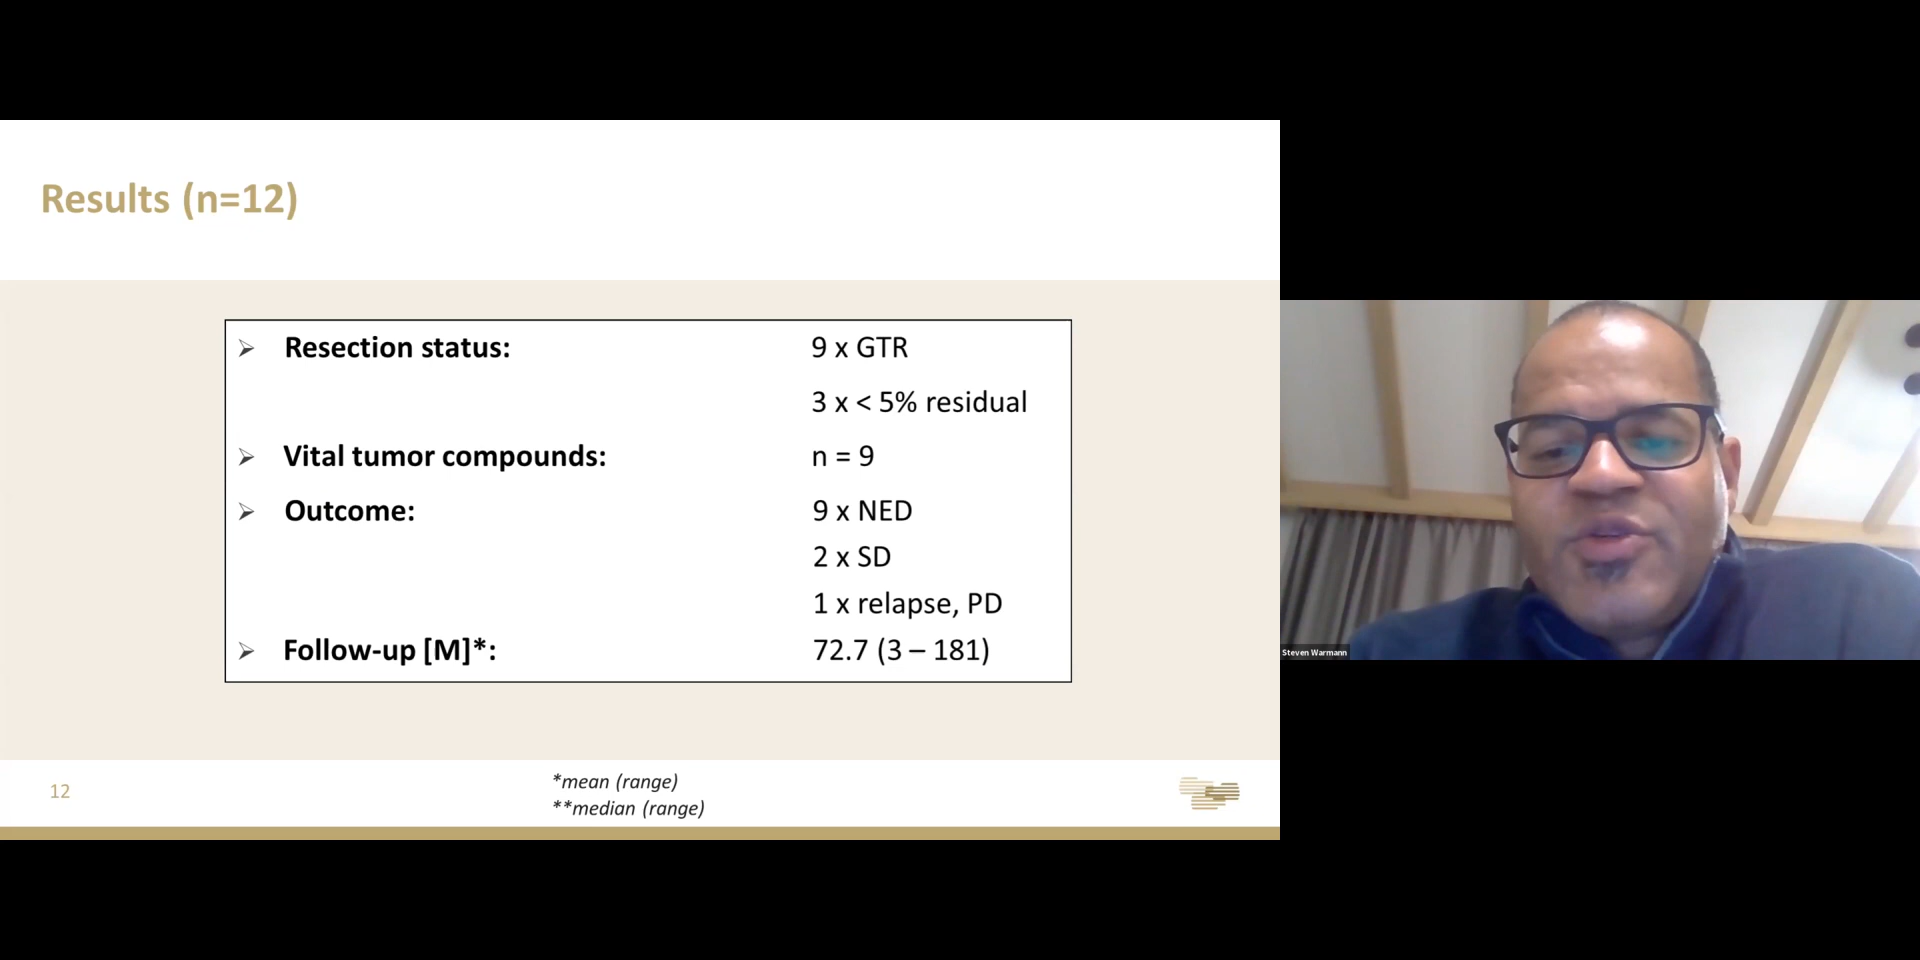 Results (n=12)
➢ Resection status: 9 x GTR
3 x < 5% residual
➢ Vital tumor compounds: n = 9
➢ Outcome: 9 x NED
2 x SD
1 x relapse, PD
➢ Follow-up [M]*: 72.7 (3 – 181)
12
*mean (range)
**median (range)
Steven Warmann